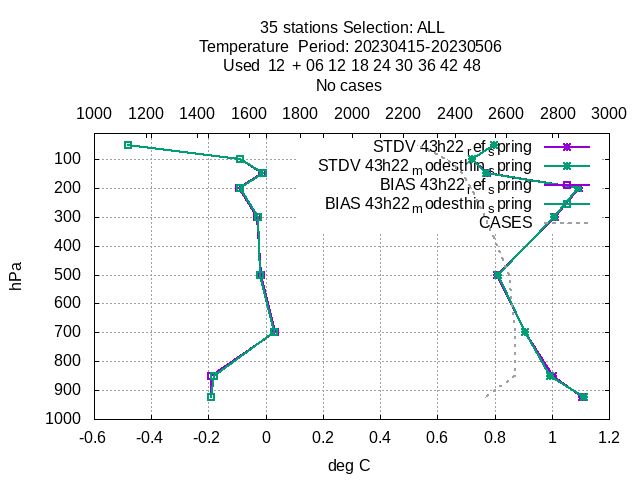 35 stations Selection: ALL
Temperature  Period: 20230415-20230506
Used  12  + 06 12 18 24 30 36 42 48
No cases
1000 1200 1400 1600 1800 2000 2200 2400 2600 2800 3000
STDV 43h22_ref_spring
STDV 43h22_modesthin_spring
BIAS 43h22_ref_spring
BIAS 43h22_modesthin_spring
CASES
100
200
300
400
500
600
700
800
900
1000
hPa
-0.6 -0.4 -0.2 0 0.2 0.4 0.6 0.8 1 1.2
deg C